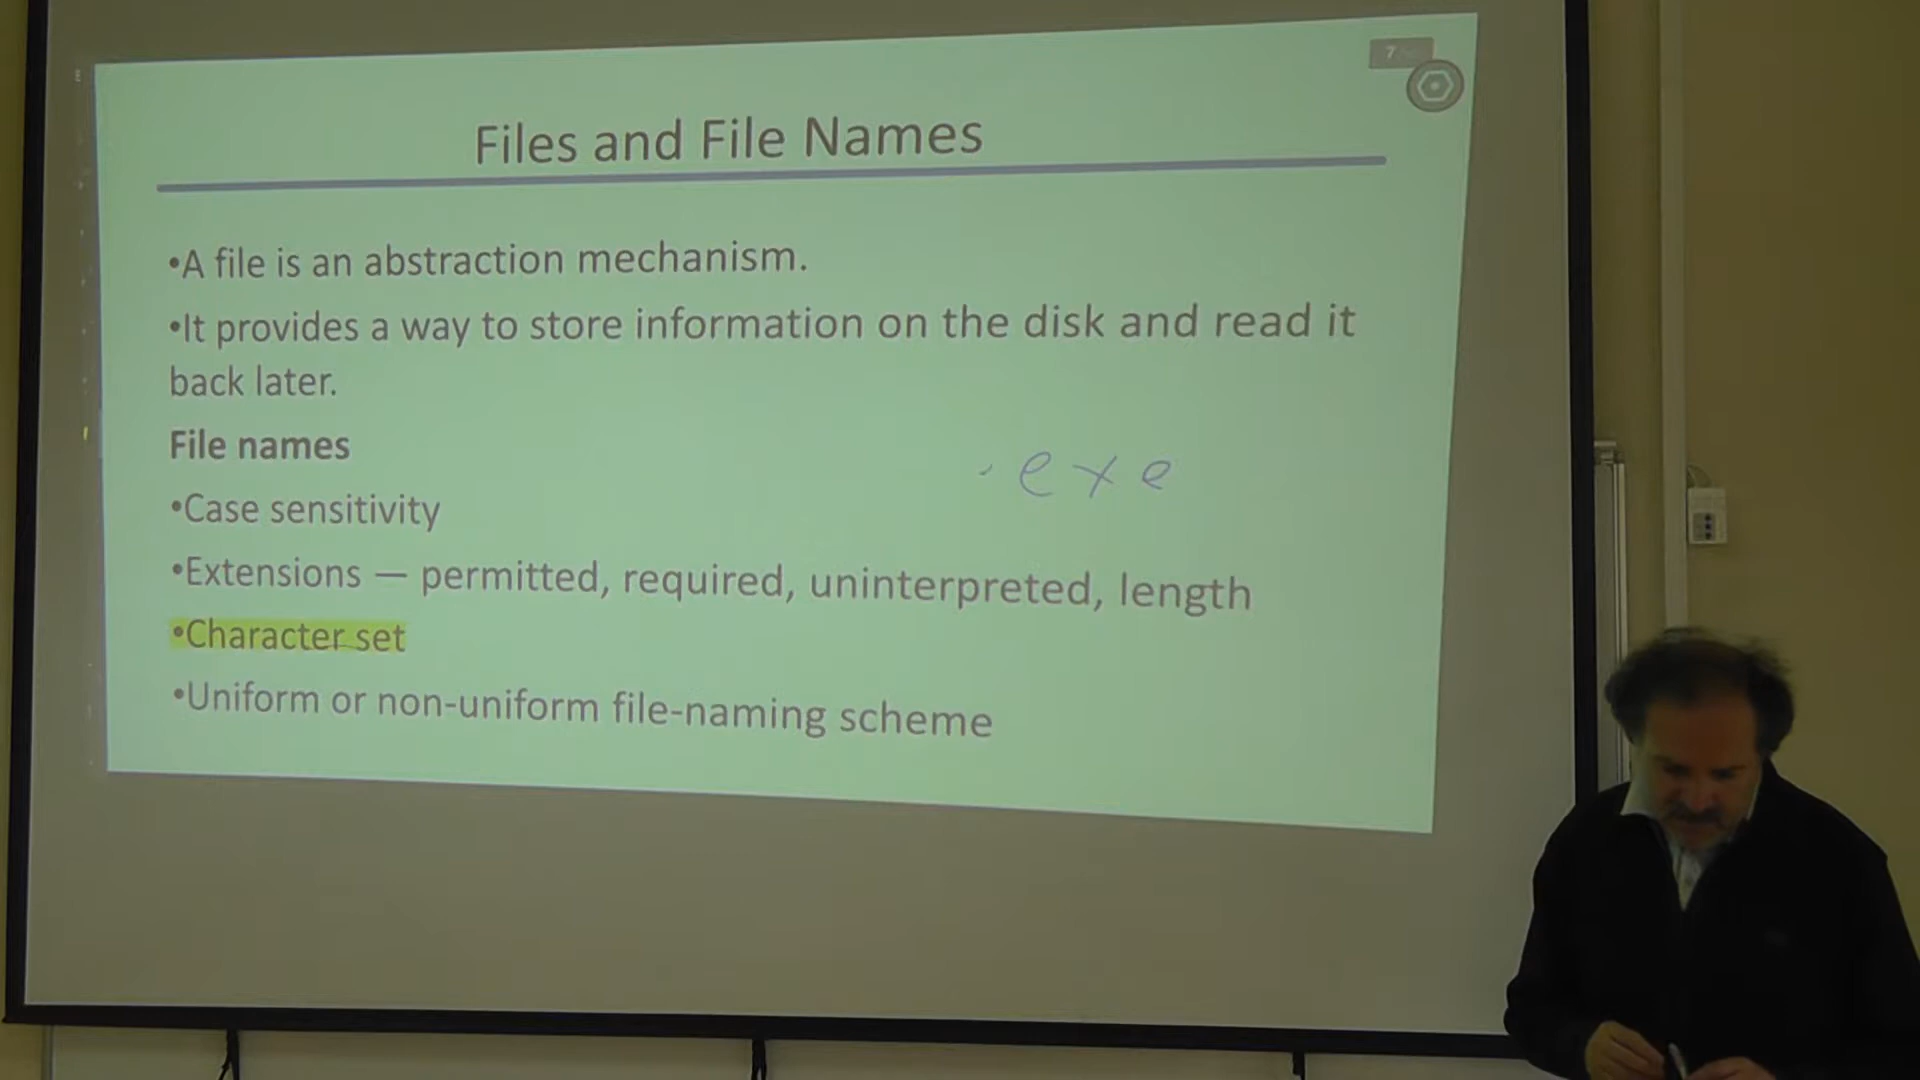 7
Files and File Names
•A file is an abstraction mechanism.
•It provides a way to store information on the disk and read it
back later.
File names
.exe
•Case sensitivity
•Extensions — permitted, required, uninterpreted, length
•Character set
•Uniform or non-uniform file-naming scheme